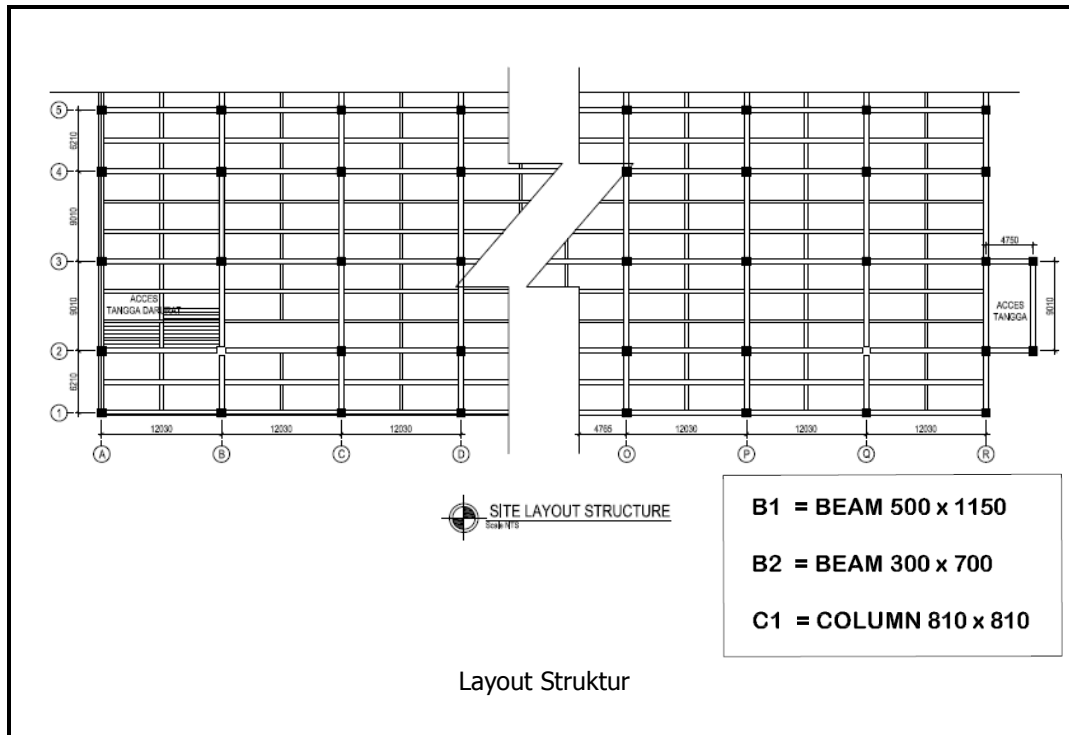 5
6210
4
9010
3
4750
9010
ACCES
TANGGA DARURAT
ACCES
TANGGA
9010
2
6210
1
12030
12030
12030
4765
12030
12030
12030
A
B
C
D
O
P
Q
R
SITE LAYOUT STRUCTURE
Scale NTS
B1 = BEAM 500 x 1150
B2 = BEAM 300 x 700
C1 = COLUMN 810 x 810
Layout Struktur